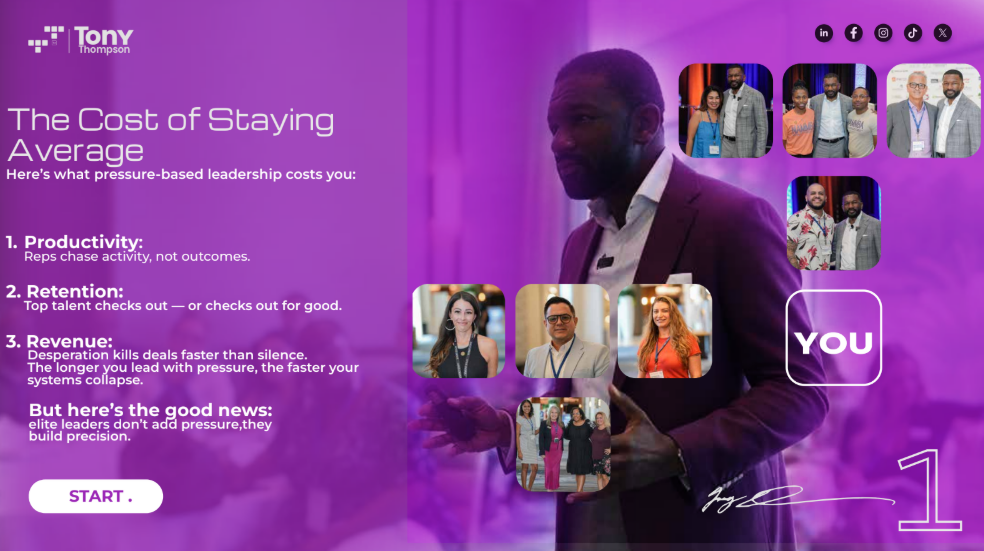 Tony
Thompson
The Cost of Staying
Average
Here's what pressure-based leadership costs you:
1. Productivity:
Reps chase activity, not outcomes.
2. Retention:
Top talent checks out — or checks out for good.
3. Revenue:
Desperation kills deals faster than silence.
The longer you lead with pressure, the faster your
systems collapse.
But here's the good news:
elite leaders don't add pressure,they
build precision.
START .
YOU
1